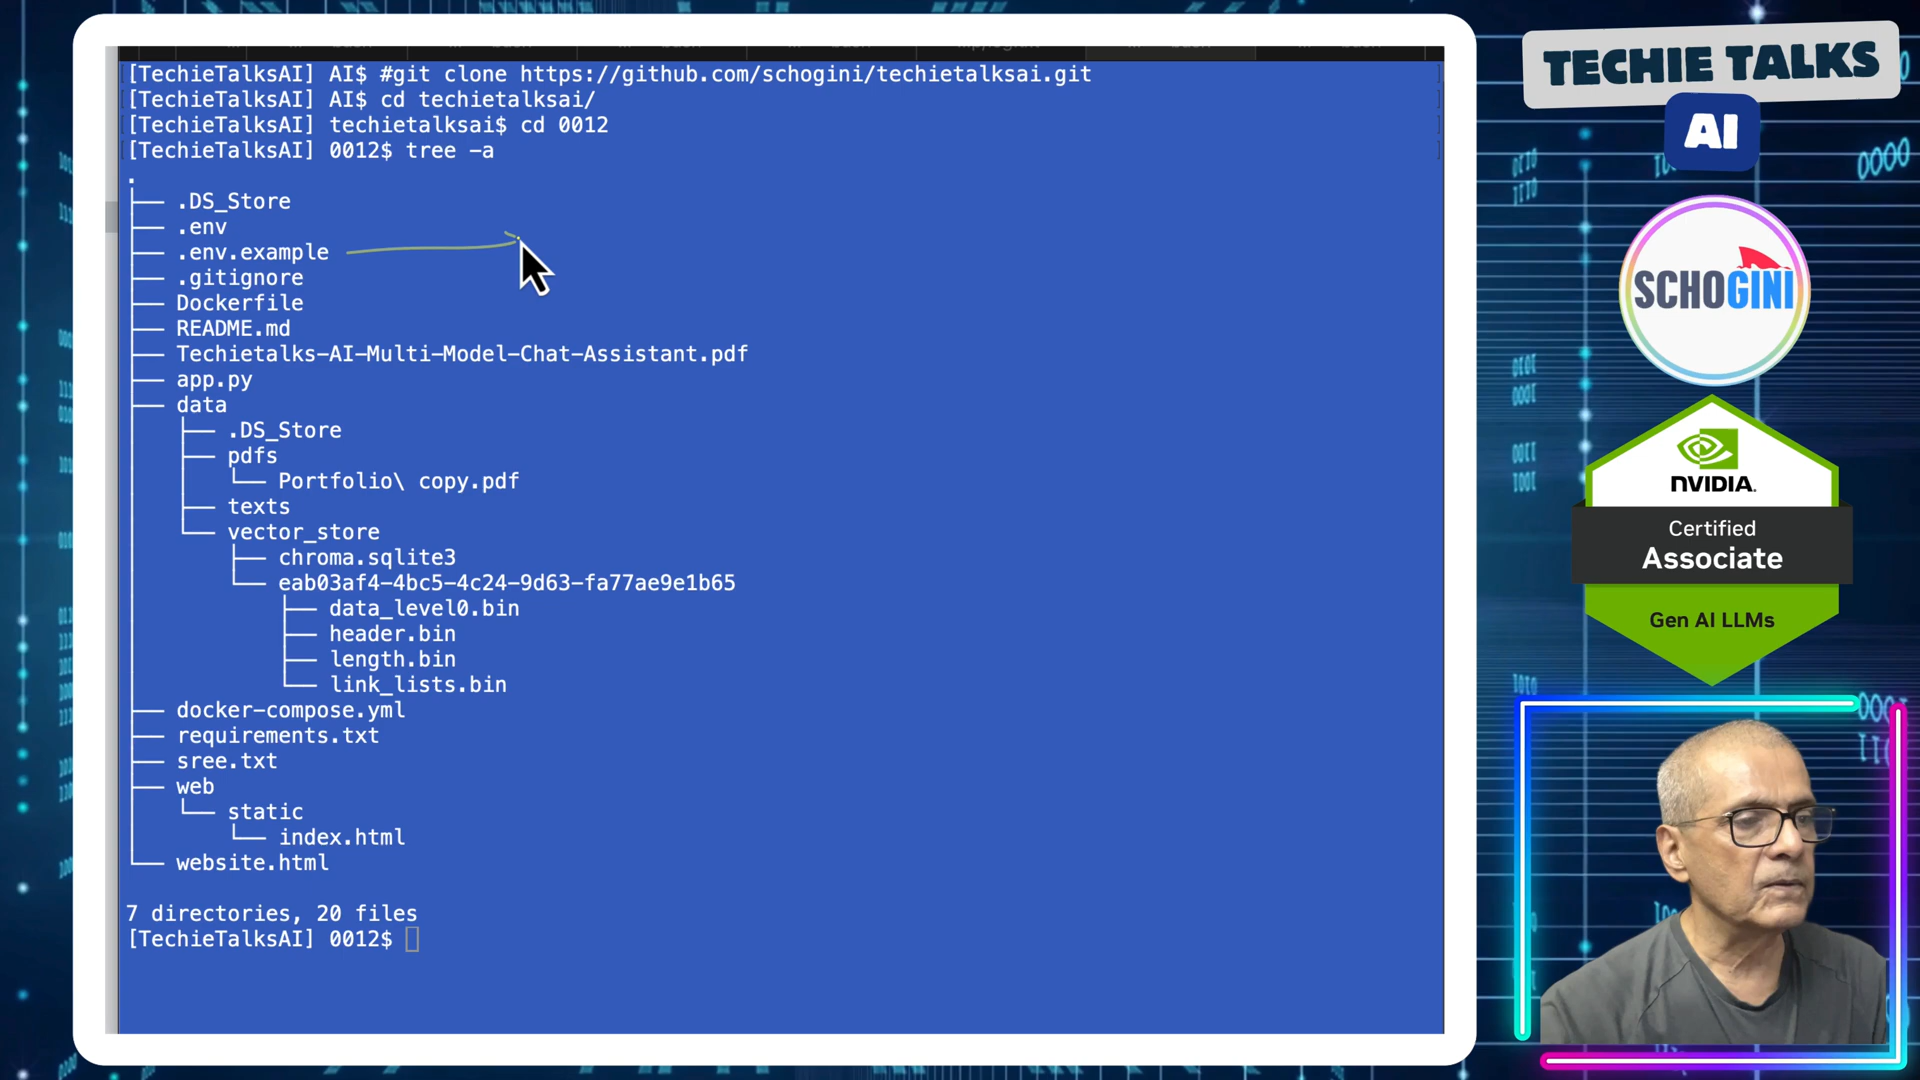 [TechieTalksAI] AI$ #git clone https://github.com/schogini/techietalksai.git
[TechieTalksAI] AI$ cd techietalksai/
[TechieTalksAI] techietalksai$ cd 0012
[TechieTalksAI] 0012$ tree -a
.
├── .DS_Store
├── .env
├── .env.example
├── .gitignore
├── Dockerfile
├── README.md
├── Techietalks-AI-Multi-Model-Chat-Assistant.pdf
├── app.py
├── data
│   ├── .DS_Store
│   ├── pdfs
│   │   └── Portfolio\ copy.pdf
│   ├── texts
│   └── vector_store
│       ├── chroma.sqlite3
│       └── eab03af4-4bc5-4c24-9d63-fa77ae9e1b65
│           ├── data_level0.bin
│           ├── header.bin
│           ├── length.bin
│           └── link_lists.bin
├── docker-compose.yml
├── requirements.txt
├── sree.txt
├── web
│   └── static
│       └── index.html
└── website.html
7 directories, 20 files
[TechieTalksAI] 0012$
TECHIE TALKS
AI
SCHOGINI
NVIDIA.
Certified
Associate
Gen AI LLMs